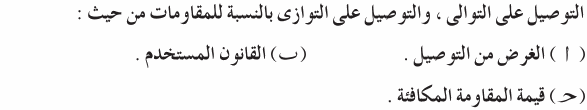 التوصيل على التوالى ، والتوصيل على التوازى بالنسبة للمقاومات من حيث :
( ا ) الغرض من التوصيل . (ب) القانون المستخدم .
(جـ) قيمة المقاومة المكافئة .